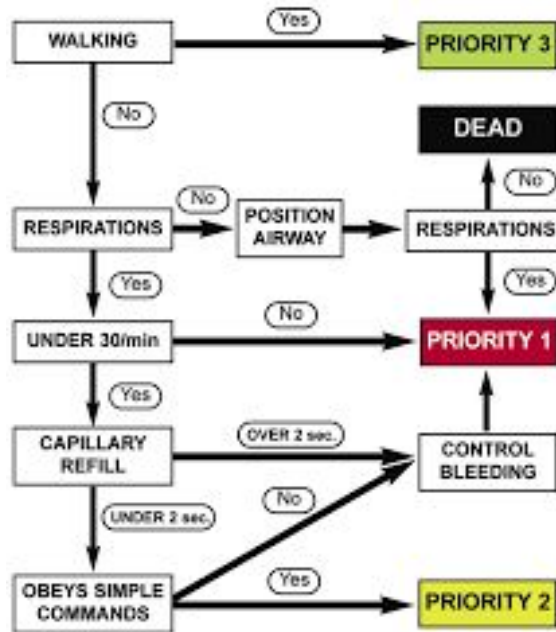 WALKING
Yes
PRIORITY 3
No
DEAD
No
RESPIRATIONS
No
POSITION
AIRWAY
RESPIRATIONS
Yes
Yes
UNDER 30/min
No
PRIORITY 1
Yes
CAPILLARY
REFILL
OVER 2 sec.
CONTROL
BLEEDING
No
UNDER 2 sec.
OBEYS SIMPLE
COMMANDS
Yes
PRIORITY 2